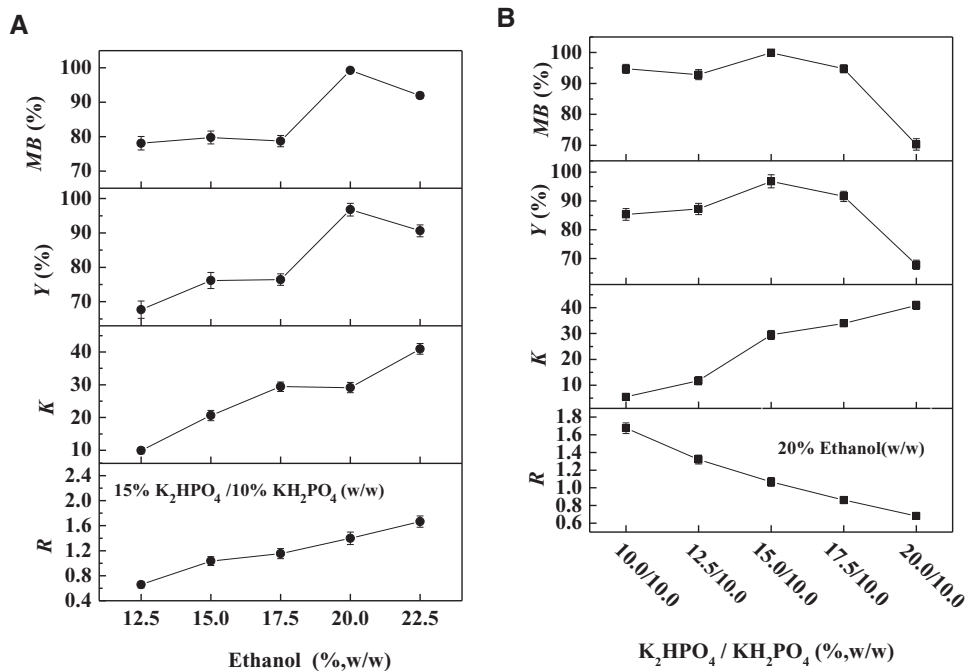 A
MB (%)
100
90
80
70
Y (%)
100
90
80
70
K
40
30
20
10
R
2.4
2.0
1.6
1.2
0.8
0.4
15% K₂HPO₄ /10% KH₂PO₄ (w/w)
12.5 15.0 17.5 20.0 22.5
Ethanol (%,w/w)
B
MB (%)
100
90
80
70
Y (%)
100
90
80
70
K
40
30
20
10
R
1.8
1.6
1.4
1.2
1.0
0.8
0.6
20% Ethanol(w/w)
10.0/10.0 12.5/10.0 15.0/10.0 17.5/10.0 20.0/10.0
K₂HPO₄ / KH₂PO₄ (%,w/w)